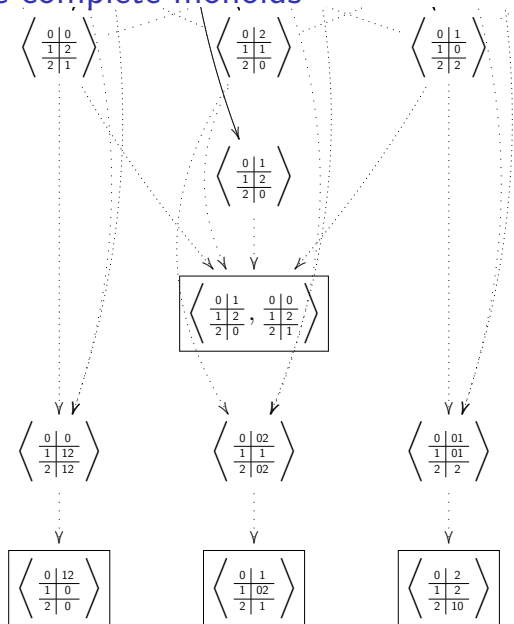 complete monoids
0 0 0 2 0 1
1 2 1 1 1 0
2 1 2 0 2 2
0 1
1 2
2 0
0 1 , 0 0
1 2 1 2
2 0 2 1
0 0 0 02 0 01
1 12 1 1 1 01
2 12 2 02 2 2
0 12 0 1 0 2
1 0 1 02 1 2
2 0 2 1 2 10